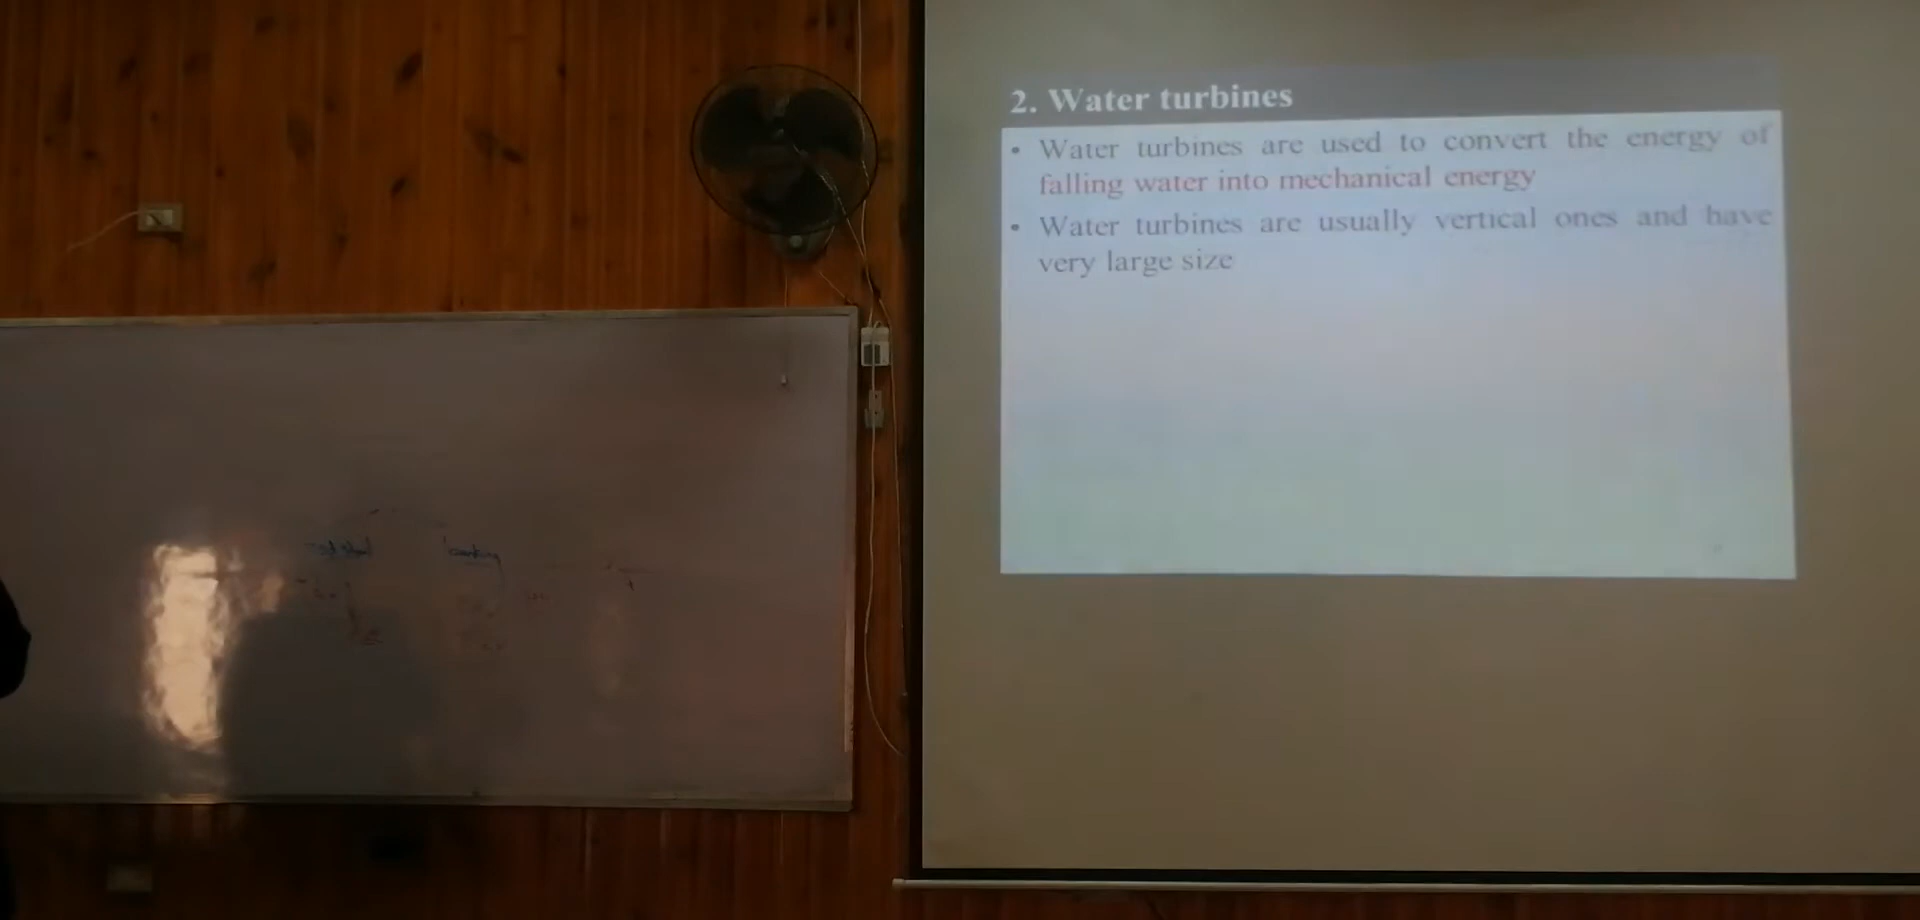 2. Water turbines
• Water turbines are used to convert the energy of
falling water into mechanical energy
• Water turbines are usually vertical ones and have
very large size